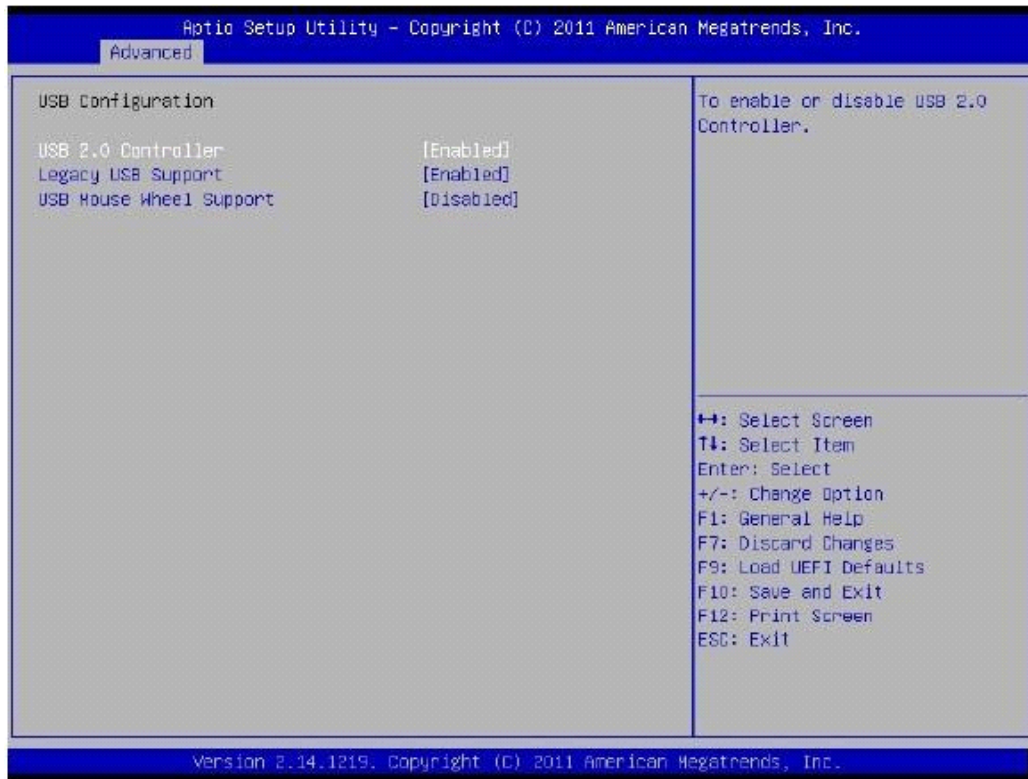 Aptio Setup Utility - Copyright (C) 2011 American Megatrends, Inc.
Advanced
USB Configuration
USB 2.0 Controller [Enabled]
Legacy USB Support [Enabled]
USB Mouse Wheel Support [Disabled]
To enable or disable USB 2.0
Controller.
↔: Select Screen
↑↓: Select Item
Enter: Select
+/-: Change Option
F1: General Help
F7: Discard Changes
F9: Load UEFI Defaults
F10: Save and Exit
F12: Print Screen
ESC: Exit
Version 2.14.1219. Copyright (C) 2011 American Megatrends, Inc.